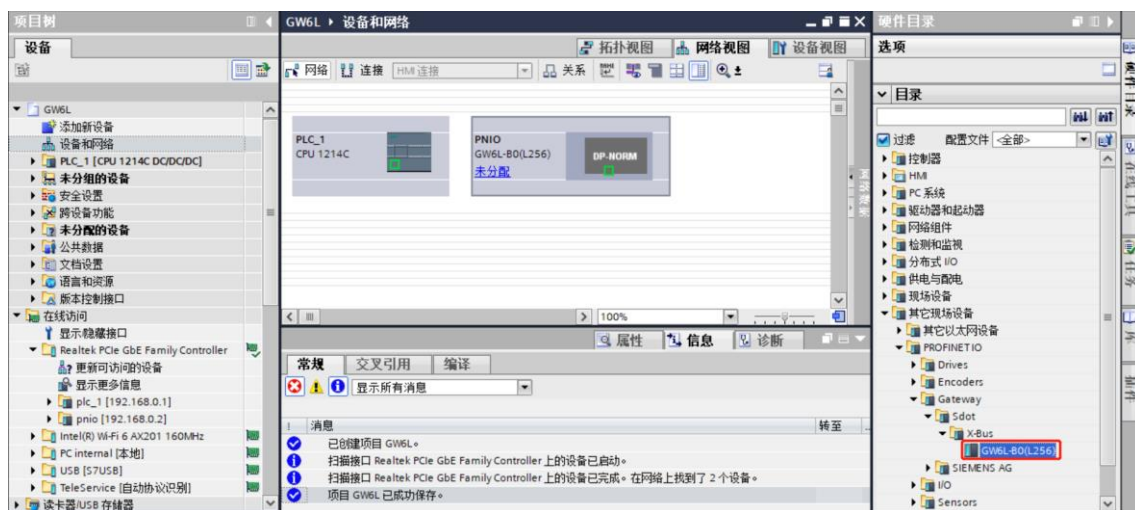 项目树
GW6L ▸ 设备和网络
硬件目录
设备
拓扑视图
网络视图
设备视图
选项
网络
连接
HMI 连接
关系
目录
GW6L
添加新设备
设备和网络
PLC_1 [CPU 1214C DC/DC/DC]
未分组的设备
安全设置
跨设备功能
未分配的设备
公共数据
文档设置
语言和资源
版本控制接口
在线访问
显示/隐藏接口
Realtek PCIe GbE Family Controller
更新可访问的设备
显示更多信息
plc_1 [192.168.0.1]
pnio [192.168.0.2]
Intel(R) Wi-Fi 6 AX201 160MHz
PC internal [本地]
USB [S7USB]
TeleService [自动协议识别]
读卡器/USB 存储器
PLC_1
CPU 1214C
PNIO
GW6L-B0(L256)
未分配
DP-NORM
100%
属性
信息
诊断
常规
交叉引用
编译
显示所有消息
! 消息
转至
已创建项目 GW6L。
扫描接口 Realtek PCIe GbE Family Controller 上的设备已启动。
扫描接口 Realtek PCIe GbE Family Controller 上的设备已完成。在网络上找到了 2 个设备。
项目 GW6L 已成功保存。
过滤
配置文件
<全部>
控制器
HMI
PC 系统
驱动器和起动器
网络组件
检测和监视
分布式 I/O
供电与配电
现场设备
其它现场设备
其它以太网设备
PROFINET IO
Drives
Encoders
Gateway
Sdot
X-Bus
GW6L-B0(L256)
SIEMENS AG
I/O
Sensors
在线工具
任务
库